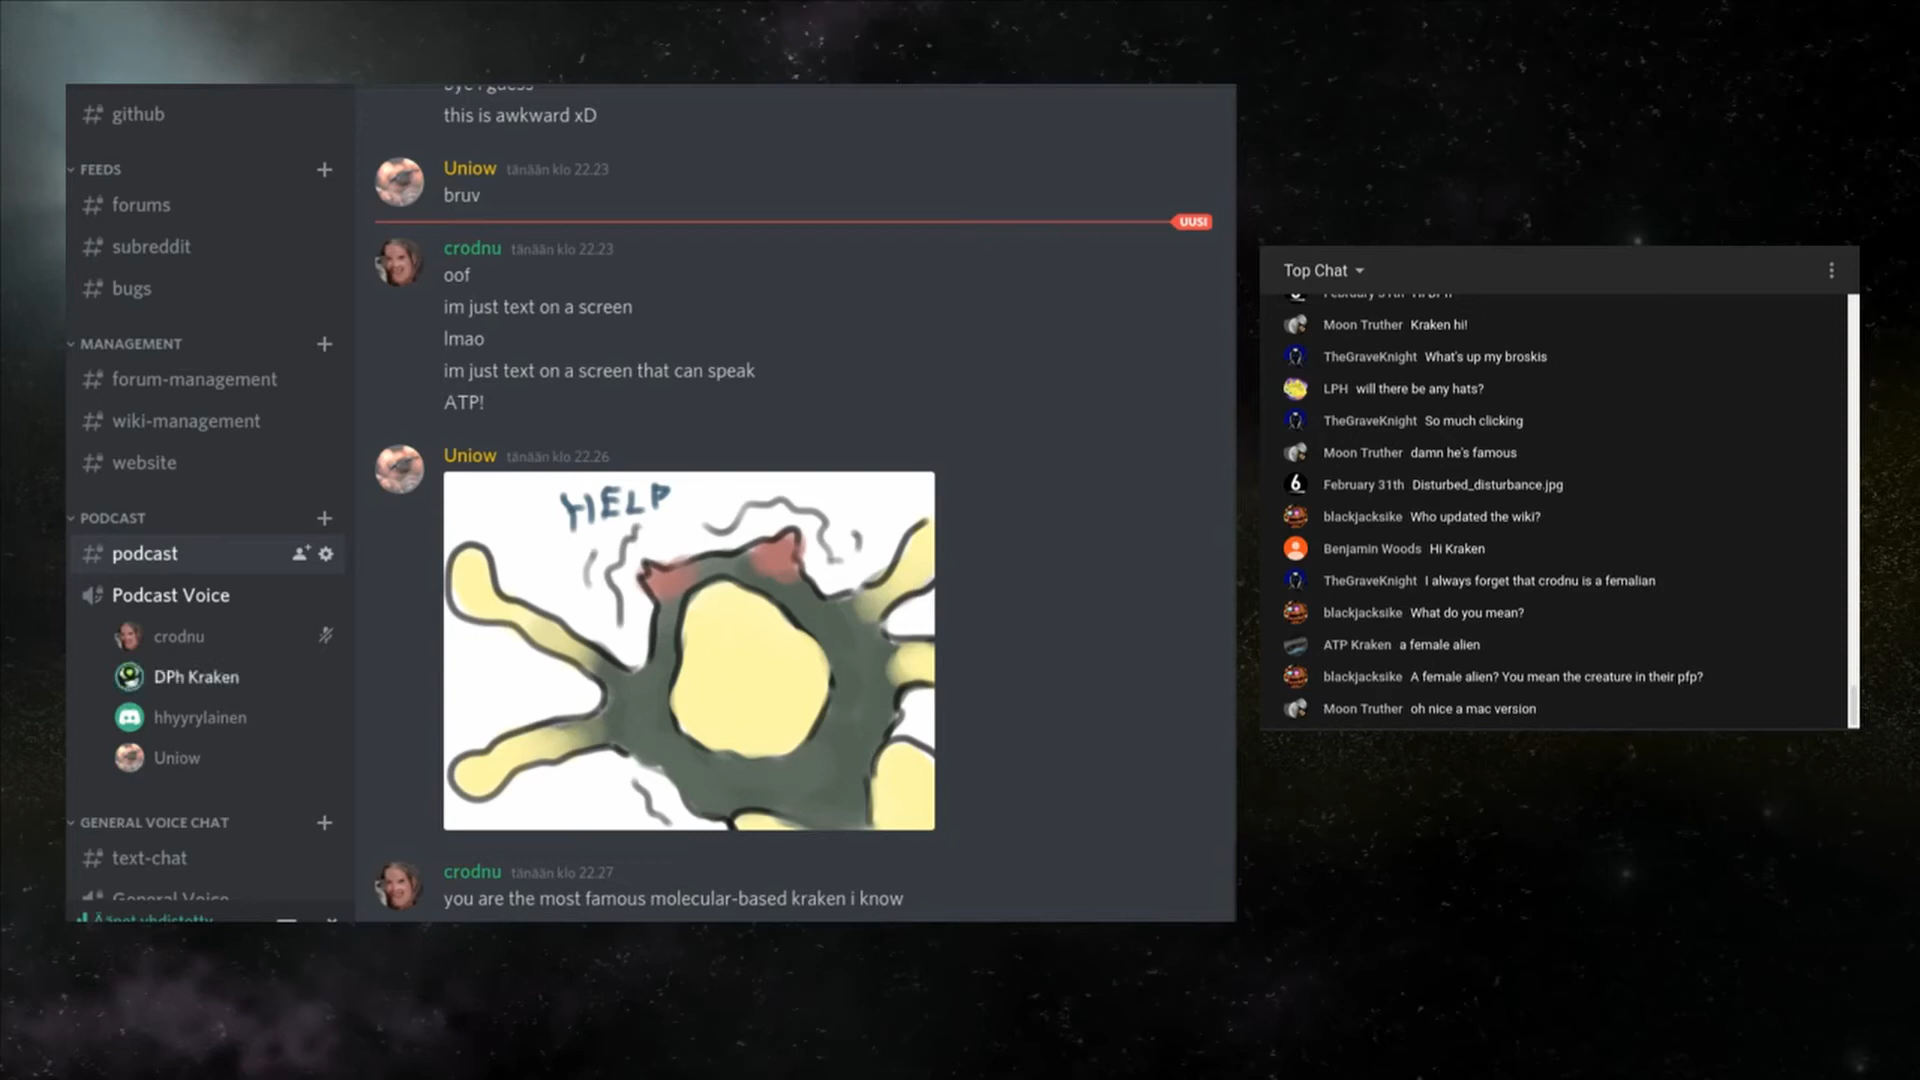 github
FEEDS
forums
subreddit
bugs
MANAGEMENT
forum-management
wiki-management
website
PODCAST
podcast
Podcast Voice
crodnu
DPh Kraken
hhyyrylainen
Uniow
GENERAL VOICE CHAT
text-chat
General Voice
Äänet yhdistetty
bye i guess
this is awkward xD
Uniow tänään klo 22.23
bruv
UUSI
crodnu tänään klo 22.23
oof
im just text on a screen
lmao
im just text on a screen that can speak
ATP!
Uniow tänään klo 22.26
HELP
crodnu tänään klo 22.27
you are the most famous molecular-based kraken i know
Top Chat
Moon Truther Kraken hi!
TheGraveKnight What's up my broskis
LPH will there be any hats?
TheGraveKnight So much clicking
Moon Truther damn he's famous
6 February 31th Disturbed_disturbance.jpg
blackjacksike Who updated the wiki?
Benjamin Woods Hi Kraken
TheGraveKnight I always forget that crodnu is a femalian
blackjacksike What do you mean?
ATP Kraken a female alien
blackjacksike A female alien? You mean the creature in their pfp?
Moon Truther oh nice a mac version